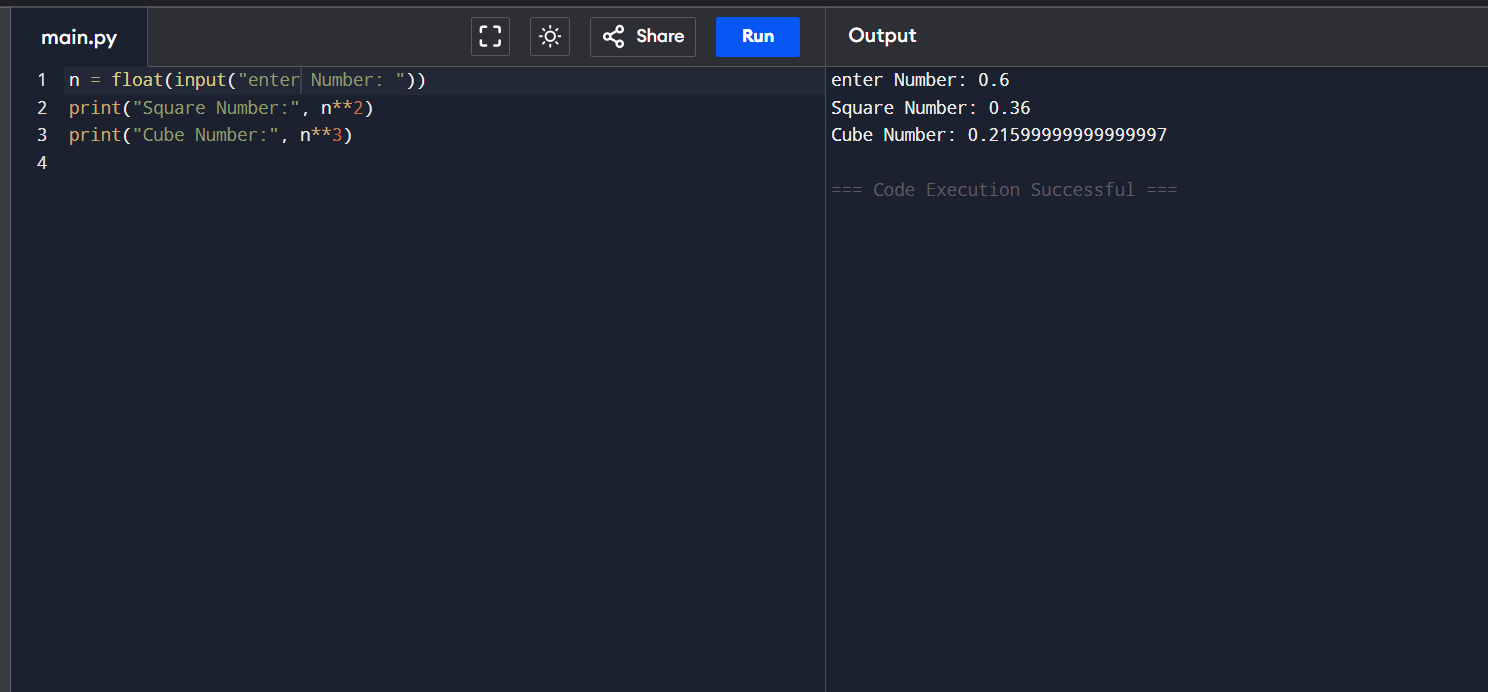 main.py
Share
Run
Output
1 n = float(input("enter Number: "))
2 print("Square Number:", n**2)
3 print("Cube Number:", n**3)
4
enter Number: 0.6
Square Number: 0.36
Cube Number: 0.21599999999999997
=== Code Execution Successful ===